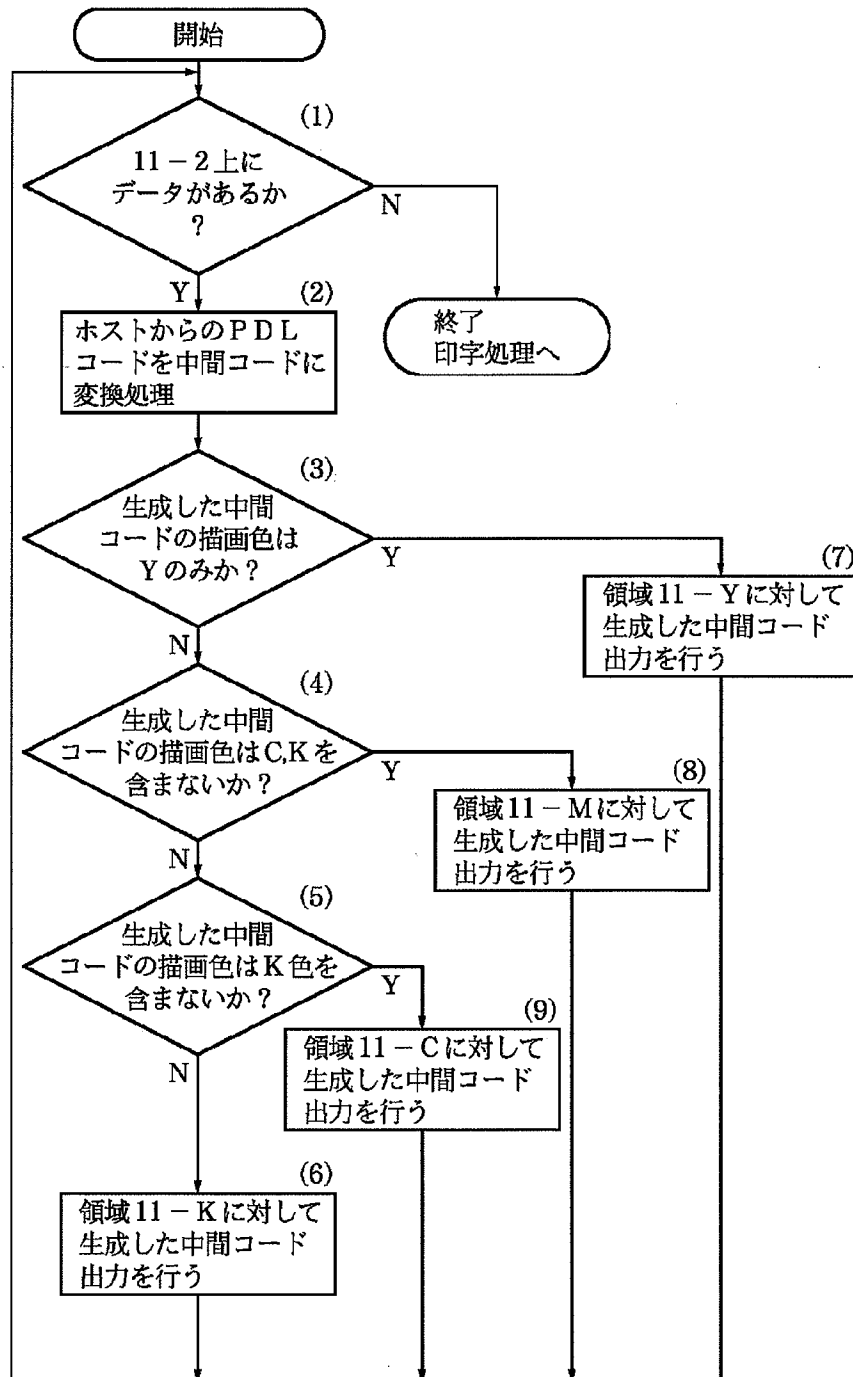 開始
(1)
11－2上に
データがあるか
？
N
Y
(2)
ホストからのPDL
コードを中間コードに
変換処理
終了
印字処理へ
(3)
生成した中間
コードの描画色は
Yのみか？
Y
N
(7)
領域11－Yに対して
生成した中間コード
出力を行う
(4)
生成した中間
コードの描画色はC,Kを
含まないか？
Y
N
(8)
領域11－Mに対して
生成した中間コード
出力を行う
(5)
生成した中間
コードの描画色はK色を
含まないか？
Y
N
(9)
領域11－Cに対して
生成した中間コード
出力を行う
(6)
領域11－Kに対して
生成した中間コード
出力を行う